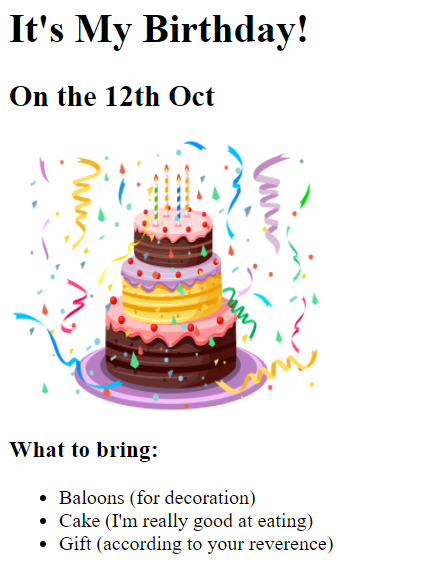 It's My Birthday!
On the 12th Oct
What to bring:
Baloons (for decoration)
Cake (I'm really good at eating)
Gift (according to your reverence)